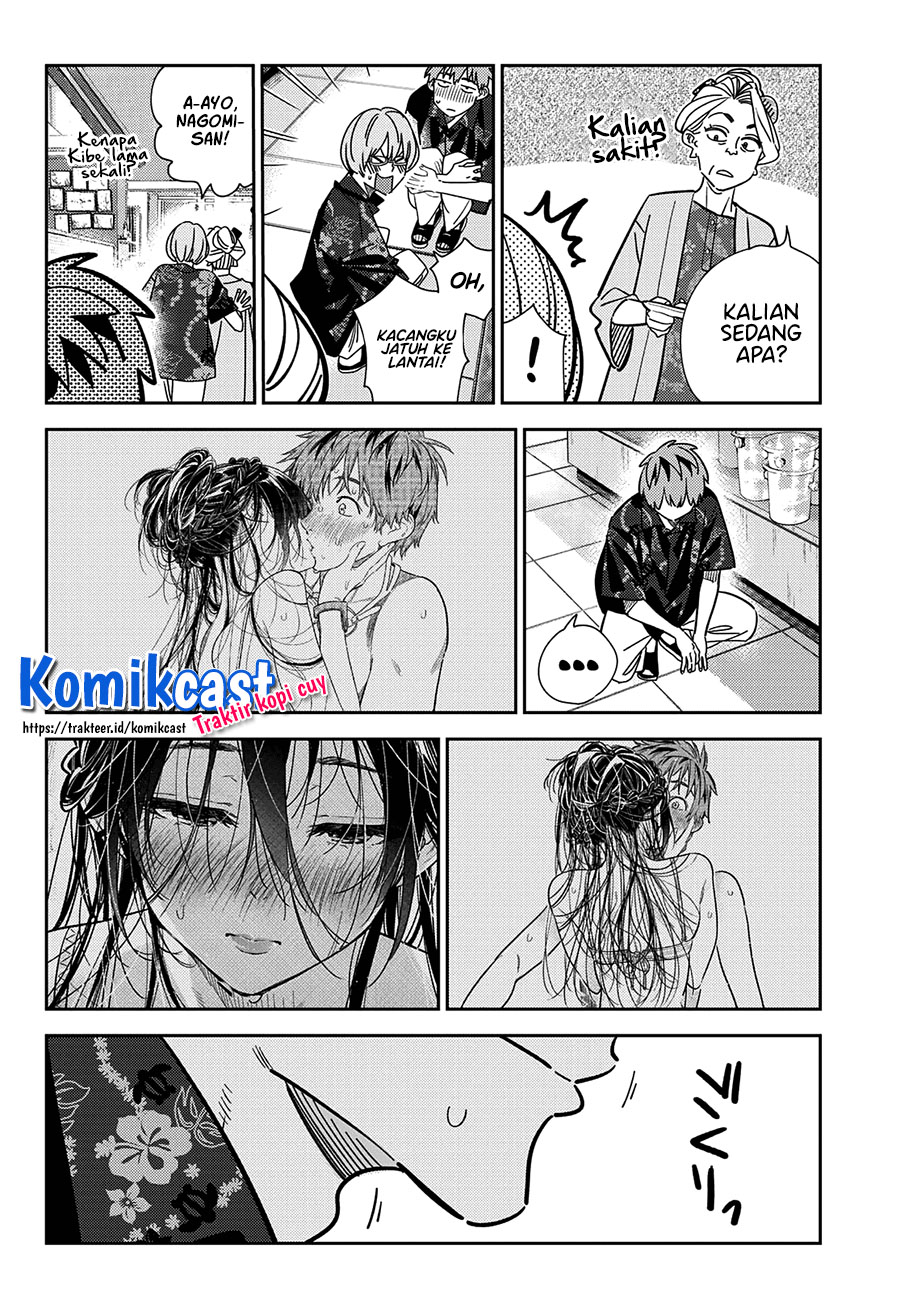 KALIAN
SEDANG
APA?
Kalian
sakit?
!
OH,
KACANGKU
JATUH KE
LANTAI!
A-AYO,
NAGOMI-
SAN!
Kenapa
Kibe lama
sekali?
...
Komikcast
Traktir kopi cuy
https://trakteer.id/komikcast